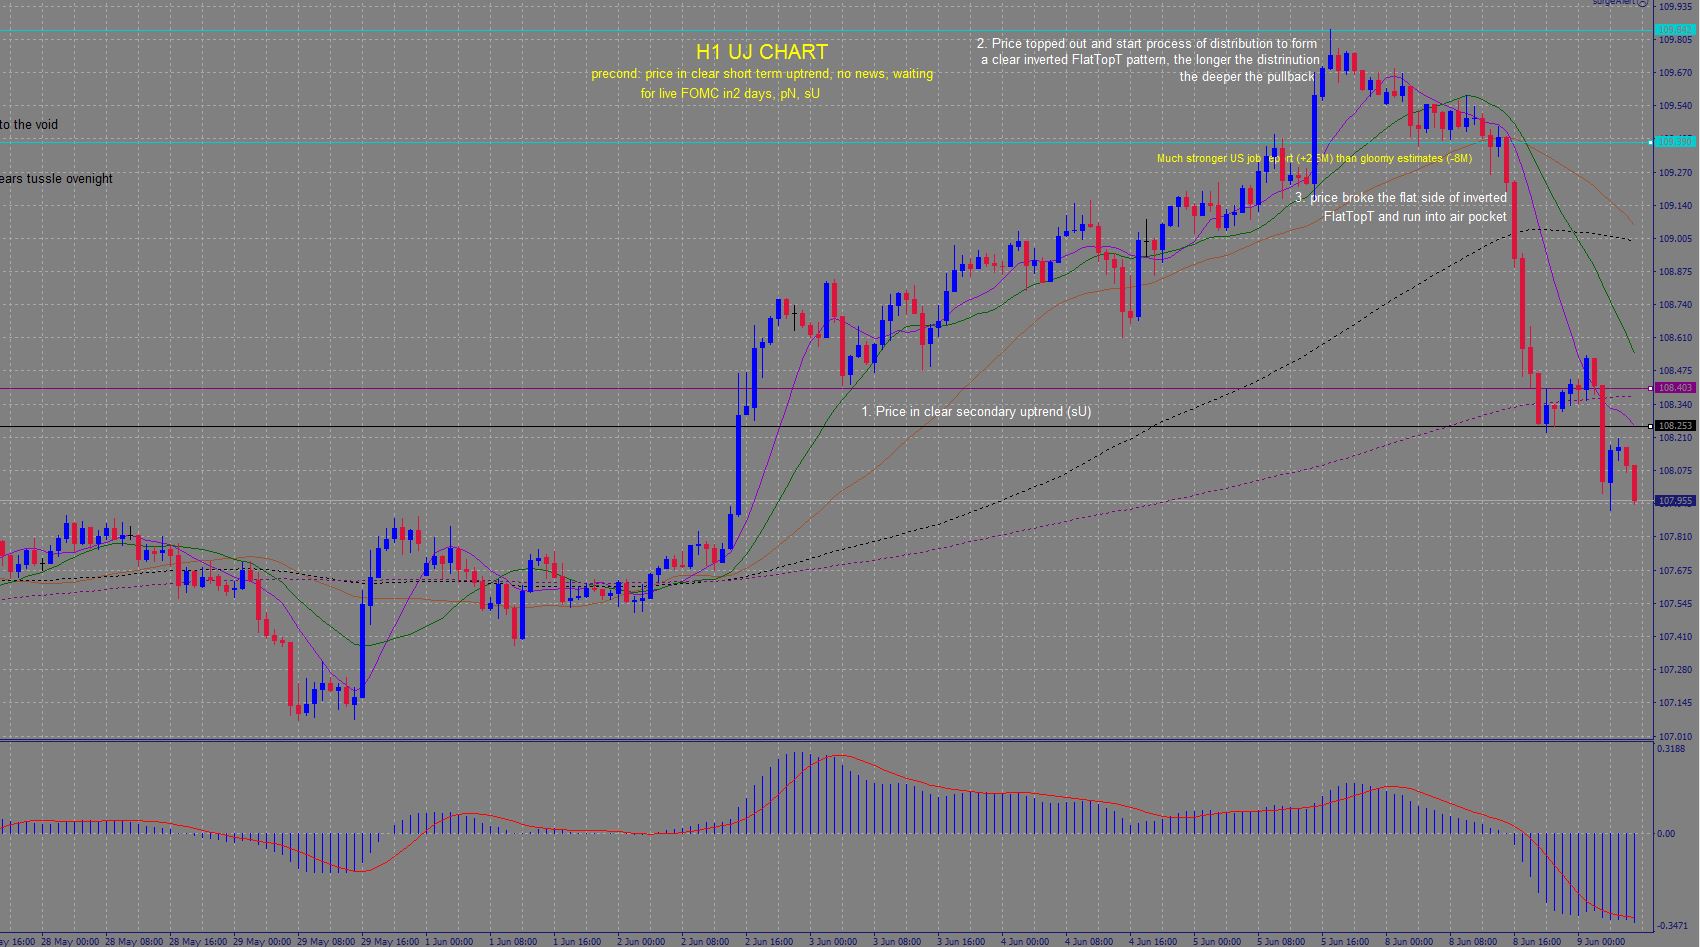 surgeAlert
H1 UJ CHART
precond: price in clear short term uptrend, no news, waiting
for live FOMC in2 days, pN, sU
2. Price topped out and start process of distribution to form
a clear inverted FlatTopT pattern, the longer the distrinution
the deeper the pullback
to the void
Much stronger US job report (+2.5M) than gloomy estimates (-8M)
ears tussle ovenight
3. price broke the flat side of inverted
FlatTopT and run into air pocket
1. Price in clear secondary uptrend (sU)
109.935
109.805
109.670
109.540
109.390
109.270
109.140
109.005
108.875
108.740
108.610
108.475
108.403
108.340
108.253
108.210
108.075
107.955
107.810
107.675
107.545
107.410
107.280
107.145
107.010
0.3188
0.00
-0.3471
ay 16:00 28 May 00:00 28 May 08:00 28 May 16:00 29 May 00:00 29 May 08:00 29 May 16:00 1 Jun 00:00 1 Jun 08:00 1 Jun 16:00 2 Jun 00:00 2 Jun 08:00 2 Jun 16:00 3 Jun 00:00 3 Jun 08:00 3 Jun 16:00 4 Jun 00:00 4 Jun 08:00 4 Jun 16:00 5 Jun 00:00 5 Jun 08:00 5 Jun 16:00 8 Jun 00:00 8 Jun 08:00 8 Jun 16:00 9 Jun 00:00